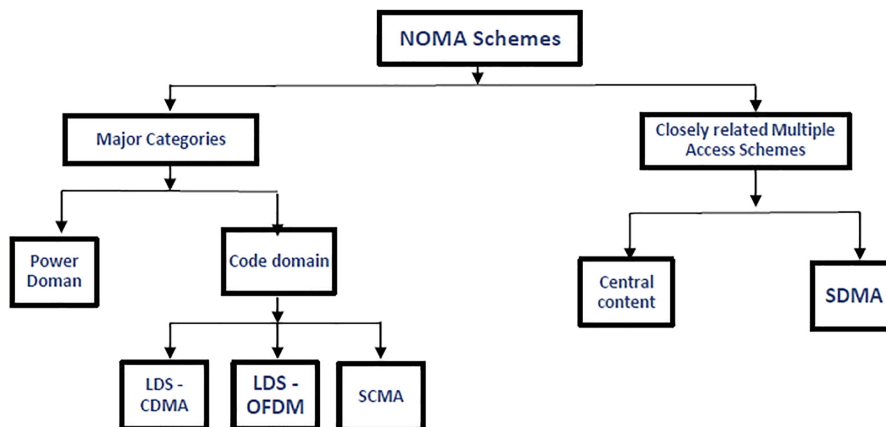 NOMA Schemes
Major Categories
Closely related Multiple
Access Schemes
Power
Doman
Code domain
Central
content
SDMA
LDS -
CDMA
LDS -
OFDM
SCMA